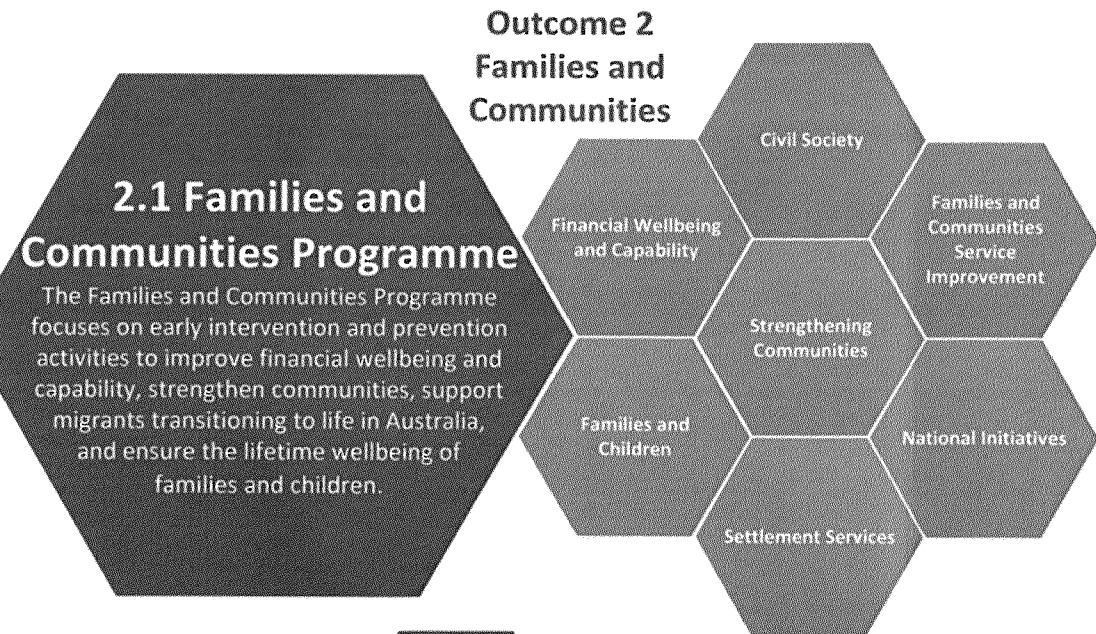 Outcome 2
Families and
Communities
2.1 Families and
Communities Programme
The Families and Communities Programme
focuses on early intervention and prevention
activities to improve financial wellbeing and
capability, strengthen communities, support
migrants transitioning to life in Australia,
and ensure the lifetime wellbeing of
families and children.
Civil Society
Financial Wellbeing
and Capability
Families and
Communities
Service
Improvement
Strengthening
Communities
Families and
Children
National Initiatives
Settlement Services